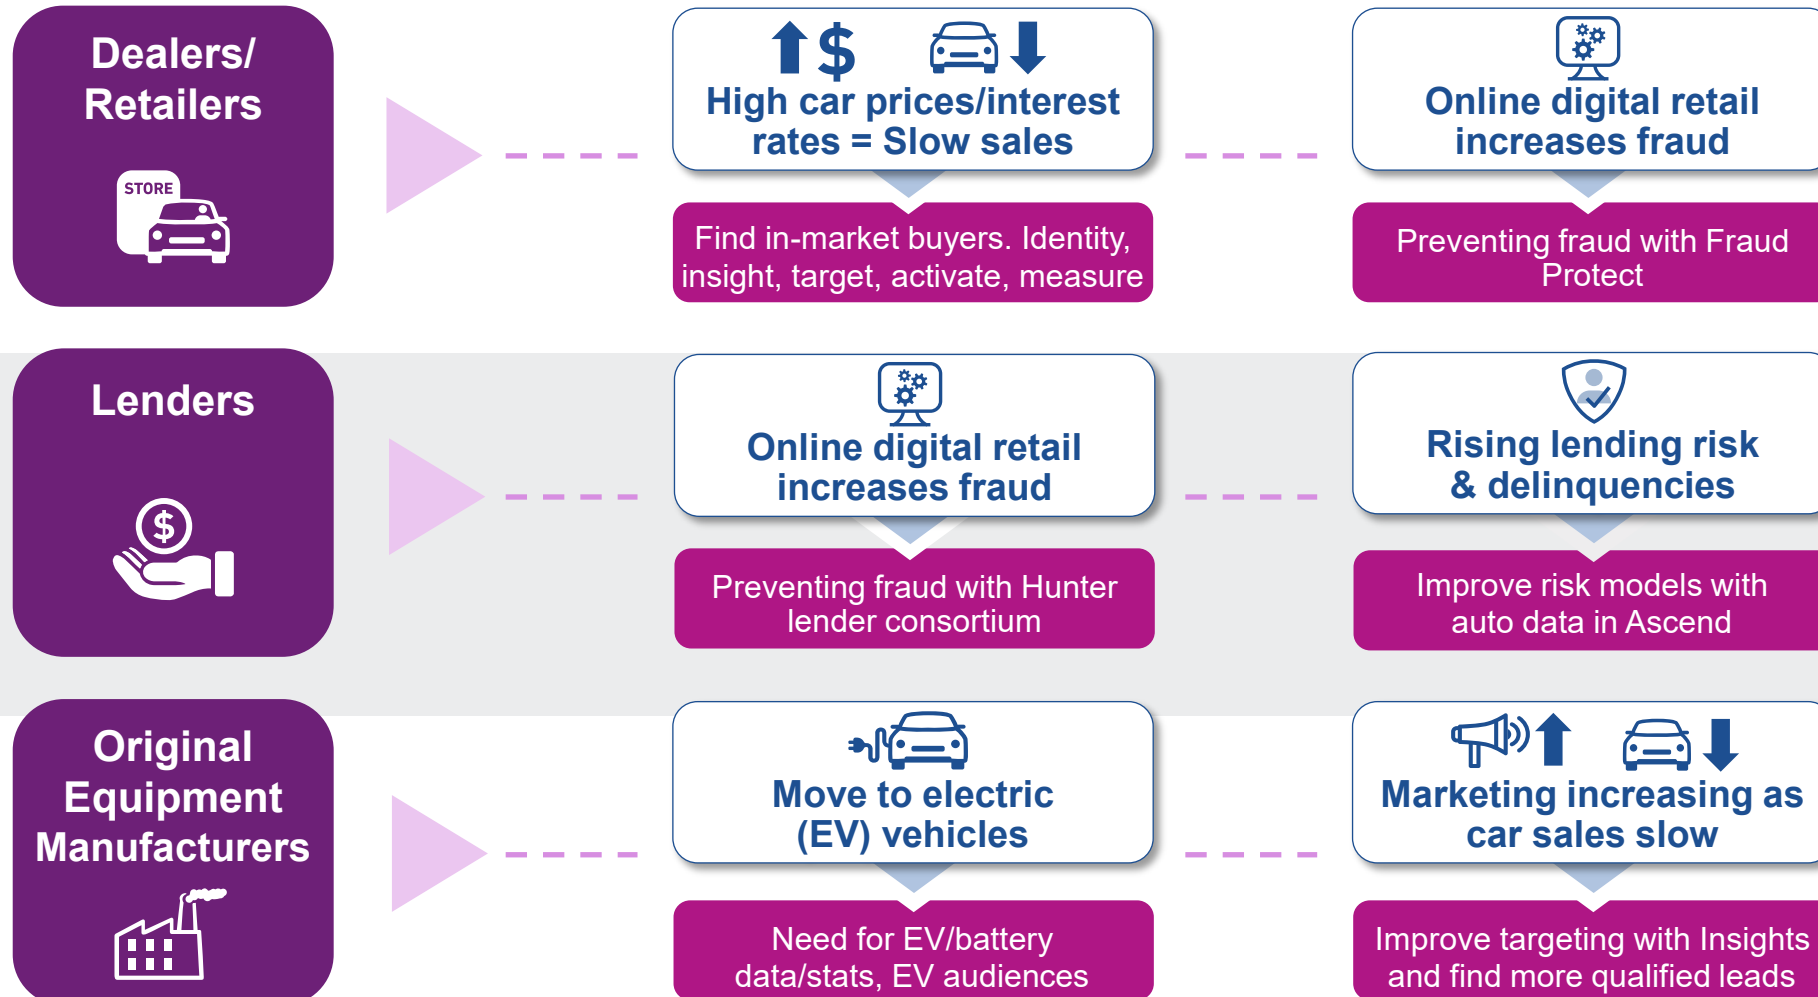 Dealers/
Retailers
STORE
$
High car prices/interest
rates = Slow sales
Find in-market buyers. Identity,
insight, target, activate, measure
Online digital retail
increases fraud
Preventing fraud with Fraud
Protect
Lenders
$
Online digital retail
increases fraud
Preventing fraud with Hunter
lender consortium
Rising lending risk
& delinquencies
Improve risk models with
auto data in Ascend
Original
Equipment
Manufacturers
Move to electric
(EV) vehicles
Need for EV/battery
data/stats, EV audiences
Marketing increasing as
car sales slow
Improve targeting with Insights
and find more qualified leads